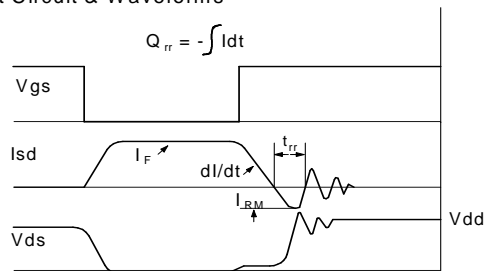 Circuit & Waveforms
Q rr = - ∫ Idt
Vgs
Isd
I F
dI/dt
t rr
I RM
Vdd
Vds